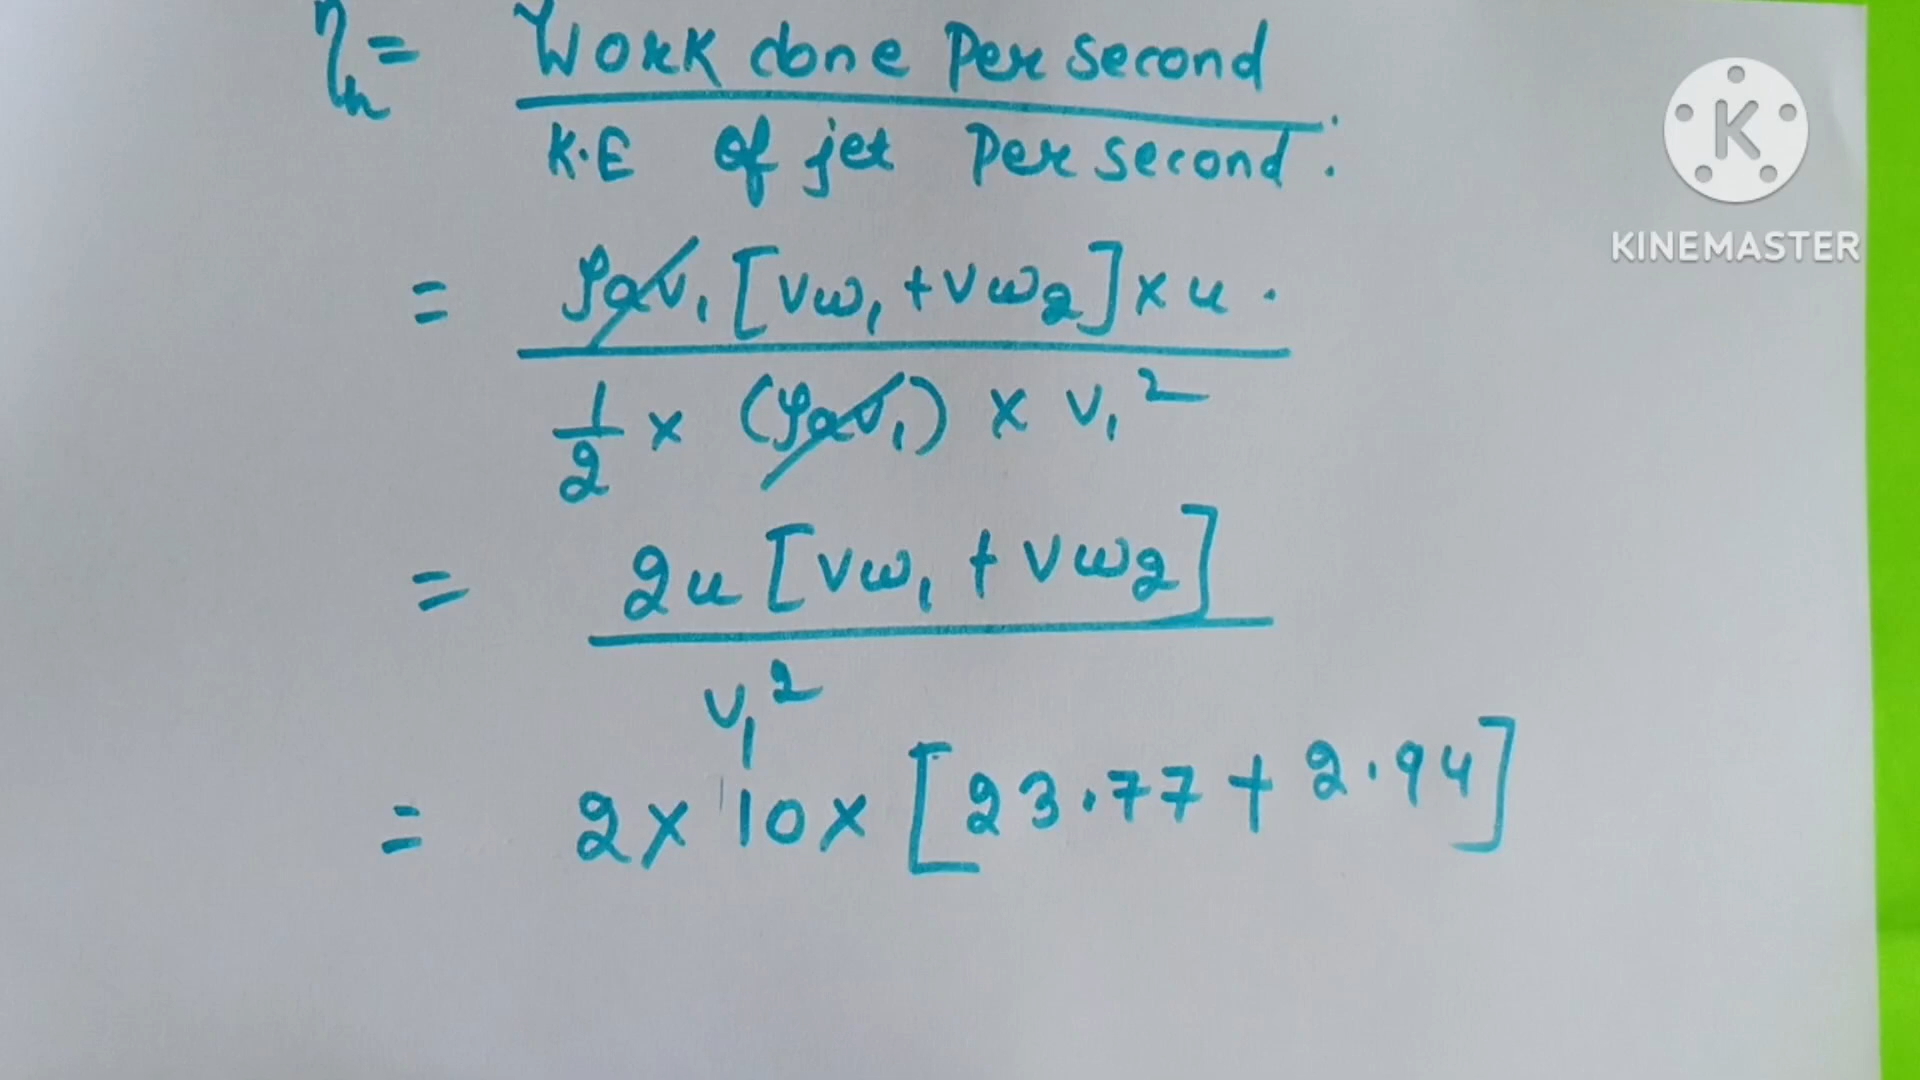 ηh = Work done Per second
K.E of jet Per second.
K
KINEMASTER
= ρav₁ [Vw₁ + Vw₂] × u .
1/2 × (ρav₁) × V₁²
= 2u [Vw₁ + Vw₂]
V₁²
= 2 × 10 × [23.77 + 2.94]